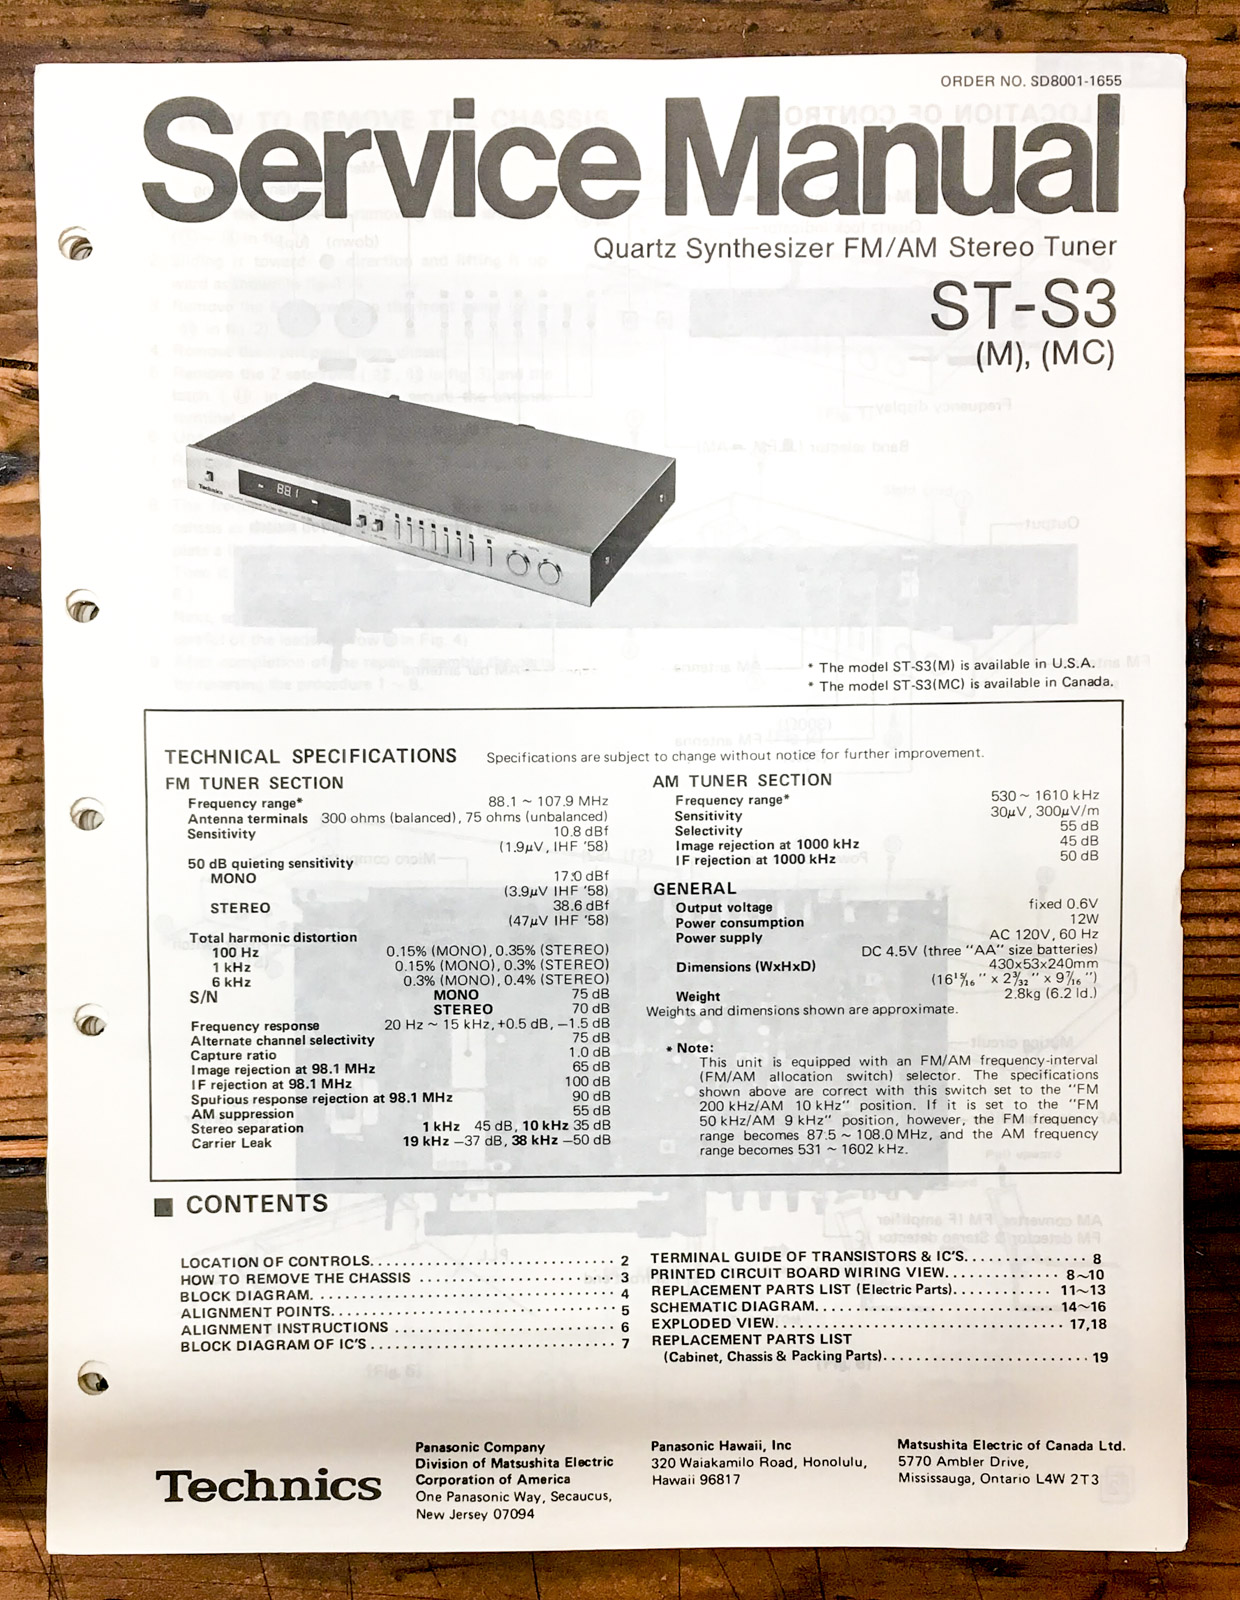 ORDER NO. SD8001-1655
Service Manual
Quartz Synthesizer FM/AM Stereo Tuner
ST-S3
(M), (MC)
Technics
88.1
* The model ST-S3(M) is available in U.S.A.
* The model ST-S3(MC) is available in Canada.
TECHNICAL SPECIFICATIONS Specifications are subject to change without notice for further improvement.
FM TUNER SECTION
Frequency range* 88.1 ~ 107.9 MHz
Antenna terminals 300 ohms (balanced), 75 ohms (unbalanced)
Sensitivity 10.8 dBf
(1.9µV, IHF '58)
50 dB quieting sensitivity
MONO 17.0 dBf
(3.9µV IHF '58)
STEREO 38.6 dBf
(47µV IHF '58)
Total harmonic distortion
100 Hz 0.15% (MONO), 0.35% (STEREO)
1 kHz 0.15% (MONO), 0.3% (STEREO)
6 kHz 0.3% (MONO), 0.4% (STEREO)
S/N MONO 75 dB
STEREO 70 dB
Frequency response 20 Hz ~ 15 kHz, +0.5 dB, −1.5 dB
Alternate channel selectivity 75 dB
Capture ratio 1.0 dB
Image rejection at 98.1 MHz 65 dB
IF rejection at 98.1 MHz 100 dB
Spurious response rejection at 98.1 MHz 90 dB
AM suppression 55 dB
Stereo separation 1 kHz 45 dB, 10 kHz 35 dB
Carrier Leak 19 kHz −37 dB, 38 kHz −50 dB
AM TUNER SECTION
Frequency range* 530 ~ 1610 kHz
Sensitivity 30µV, 300µV/m
Selectivity 55 dB
Image rejection at 1000 kHz 45 dB
IF rejection at 1000 kHz 50 dB
GENERAL
Output voltage fixed 0.6V
Power consumption 12W
Power supply AC 120V, 60 Hz
DC 4.5V (three "AA" size batteries)
Dimensions (WxHxD) 430x53x240mm
(16 15/16" x 2 3/32" x 9 7/16")
Weight 2.8kg (6.2 ld.)
Weights and dimensions shown are approximate.
* Note:
This unit is equipped with an FM/AM frequency-interval
(FM/AM allocation switch) selector. The specifications
shown above are correct with this switch set to the "FM
200 kHz/AM 10 kHz" position. If it is set to the "FM
50 kHz/AM 9 kHz" position, however, the FM frequency
range becomes 87.5 ~ 108.0 MHz, and the AM frequency
range becomes 531 ~ 1602 kHz.
■ CONTENTS
LOCATION OF CONTROLS. . . . . . . . . . . . . . . . . . . . . . . . . . . 2
HOW TO REMOVE THE CHASSIS . . . . . . . . . . . . . . . . . . . . . 3
BLOCK DIAGRAM. . . . . . . . . . . . . . . . . . . . . . . . . . . . . . . . . 4
ALIGNMENT POINTS. . . . . . . . . . . . . . . . . . . . . . . . . . . . . . 5
ALIGNMENT INSTRUCTIONS . . . . . . . . . . . . . . . . . . . . . . . . 6
BLOCK DIAGRAM OF IC'S . . . . . . . . . . . . . . . . . . . . . . . . . . 7
TERMINAL GUIDE OF TRANSISTORS & IC'S. . . . . . . . . . . . . . 8
PRINTED CIRCUIT BOARD WIRING VIEW. . . . . . . . . . . . . 8~10
REPLACEMENT PARTS LIST (Electric Parts). . . . . . . . . . . . 11~13
SCHEMATIC DIAGRAM. . . . . . . . . . . . . . . . . . . . . . . . . . . 14~16
EXPLODED VIEW. . . . . . . . . . . . . . . . . . . . . . . . . . . . . . . 17,18
REPLACEMENT PARTS LIST
(Cabinet, Chassis & Packing Parts). . . . . . . . . . . . . . . . . . . . . . 19
Technics
Panasonic Company
Division of Matsushita Electric
Corporation of America
One Panasonic Way, Secaucus,
New Jersey 07094
Panasonic Hawaii, Inc
320 Waiakamilo Road, Honolulu,
Hawaii 96817
Matsushita Electric of Canada Ltd.
5770 Ambler Drive,
Mississauga, Ontario L4W 2T3